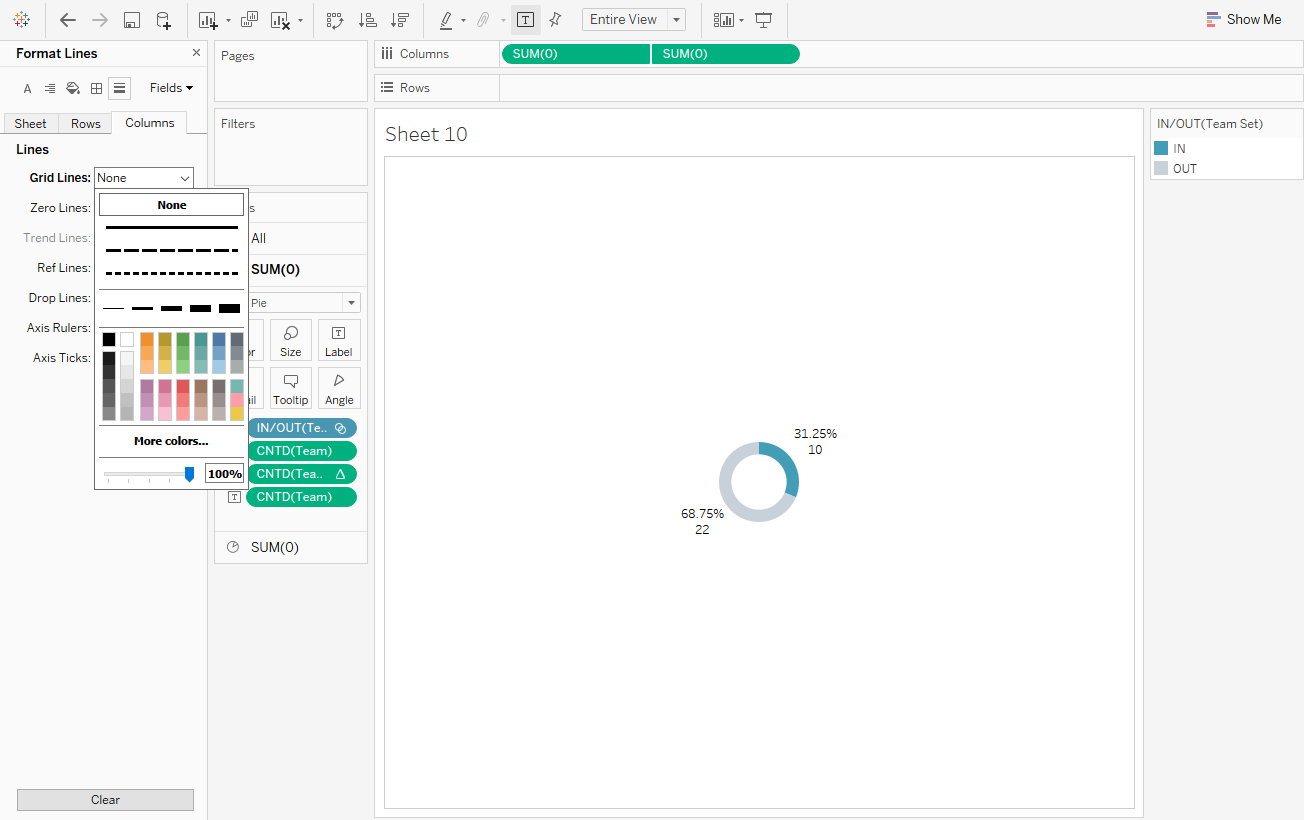 Entire View
Show Me
Format Lines
Fields
Sheet
Rows
Columns
Lines
Grid Lines:
None
Zero Lines:
Trend Lines:
Ref Lines:
Drop Lines:
Axis Rulers:
Axis Ticks:
None
More colors...
100%
Clear
Pages
Filters
s
All
SUM(0)
Pie
or
Size
Label
ail
Tooltip
Angle
IN/OUT(Te..
CNTD(Team)
CNTD(Tea..
CNTD(Team)
SUM(0)
Columns
SUM(0)
SUM(0)
Rows
Sheet 10
31.25%
10
68.75%
22
IN/OUT(Team Set)
IN
OUT